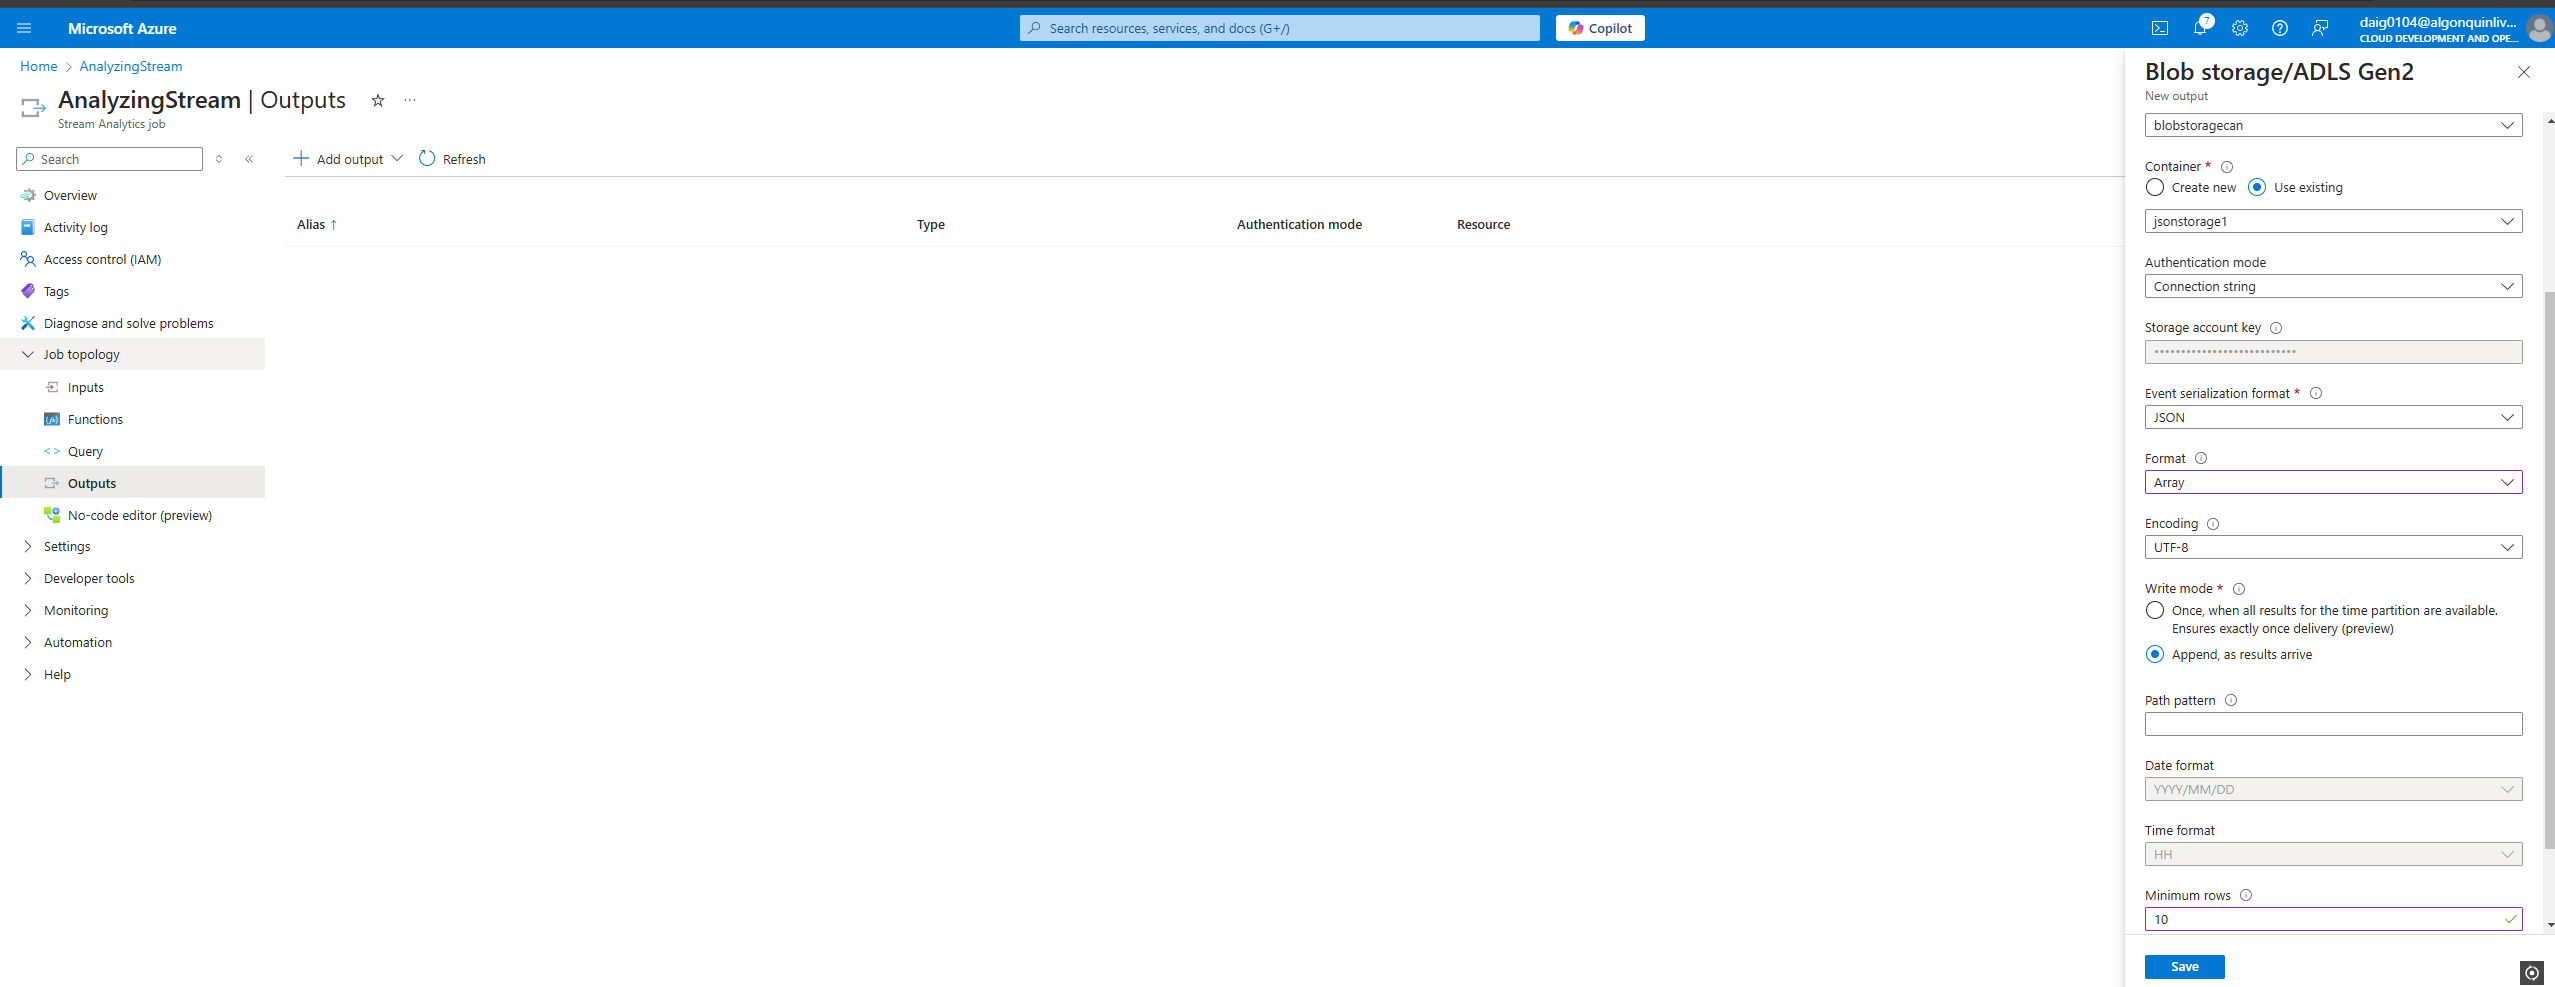 Microsoft Azure
Search resources, services, and docs (G+/)
Copilot
7
daig0104@algonquinliv...
CLOUD DEVELOPMENT AND OPE...
Home > AnalyzingStream
AnalyzingStream | Outputs
...
Stream Analytics job
Search
Overview
Activity log
Access control (IAM)
Tags
Diagnose and solve problems
Job topology
Inputs
Functions
Query
Outputs
No-code editor (preview)
Settings
Developer tools
Monitoring
Automation
Help
Add output
Refresh
Alias ↑
Type
Authentication mode
Resource
Blob storage/ADLS Gen2
New output
blobstoragecan
Container *
Create new
Use existing
jsonstorage1
Authentication mode
Connection string
Storage account key
•••••••••••••••••••••••••••
Event serialization format *
JSON
Format
Array
Encoding
UTF-8
Write mode *
Once, when all results for the time partition are available.
Ensures exactly once delivery (preview)
Append, as results arrive
Path pattern
Date format
YYYY/MM/DD
Time format
HH
Minimum rows
10
Save